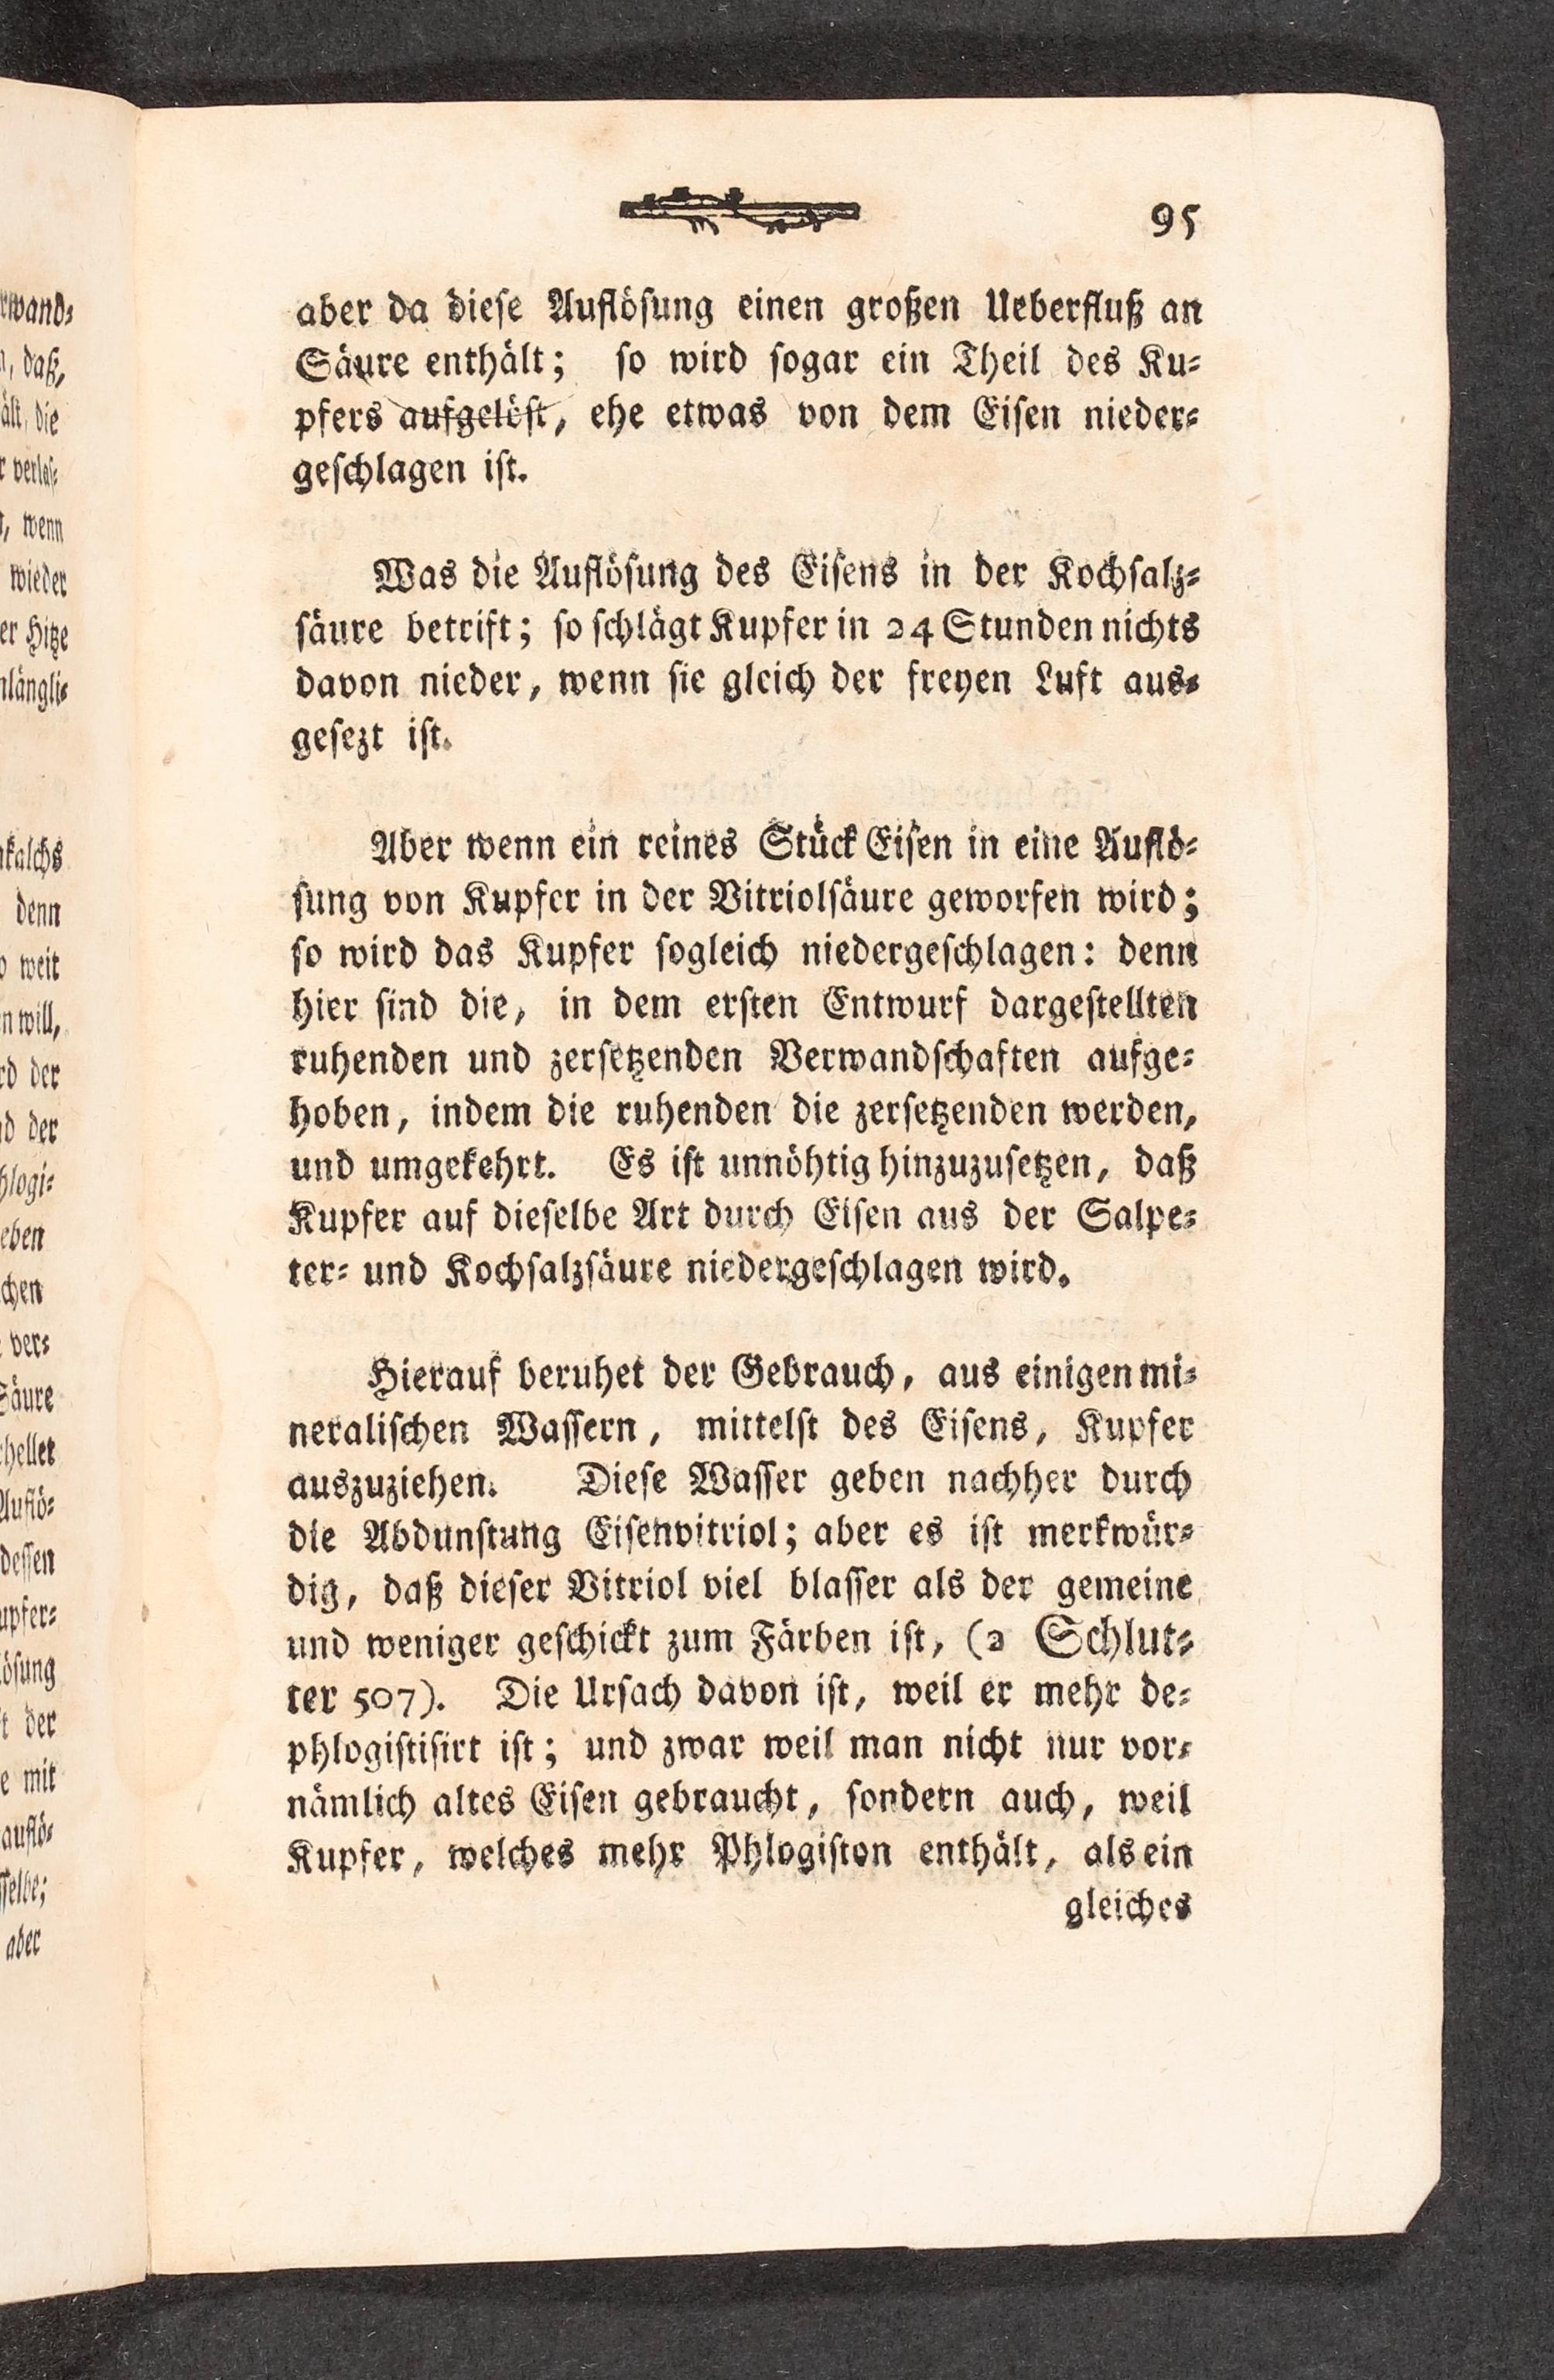 95
aber da dieſe Auflöſung einen großen Ueberfluß an
Säure enthält; ſo wird ſogar ein Theil des Ku-
pfers aufgelöſt, ehe etwas von dem Eiſen nieder-
geſchlagen iſt.
Was die Auflöſung des Eiſens in der Kochſalz-
ſäure betrift; ſo ſchlägt Kupfer in 24 Stunden nichts
davon nieder, wenn ſie gleich der freyen Luft aus-
geſezt iſt.
Aber wenn ein reines Stück Eiſen in eine Auflö-
ſung von Kupfer in der Vitriolſäure geworfen wird;
ſo wird das Kupfer ſogleich niedergeſchlagen: denn
hier ſind die, in dem erſten Entwurf dargeſtellten
ruhenden und zerſetzenden Verwandſchaften aufge-
hoben, indem die ruhenden die zerſetzenden werden,
und umgekehrt. Es iſt unnöhtig hinzuzuſetzen, daß
Kupfer auf dieſelbe Art durch Eiſen aus der Salpe-
ter- und Kochſalzſäure niedergeſchlagen wird.
Hierauf beruhet der Gebrauch, aus einigen mi-
neraliſchen Waſſern, mittelſt des Eiſens, Kupfer
auszuziehen. Dieſe Waſſer geben nachher durch
die Abdunſtung Eiſenvitriol; aber es iſt merkwür-
dig, daß dieſer Vitriol viel blaſſer als der gemeine
und weniger geſchickt zum Färben iſt, (2 Schlut-
ter 507). Die Urſach davon iſt, weil er mehr de-
phlogiſtiſirt iſt; und zwar weil man nicht nur vor-
nämlich altes Eiſen gebraucht, ſondern auch, weil
Kupfer, welches mehr Phlogiſton enthält, als ein
gleiches